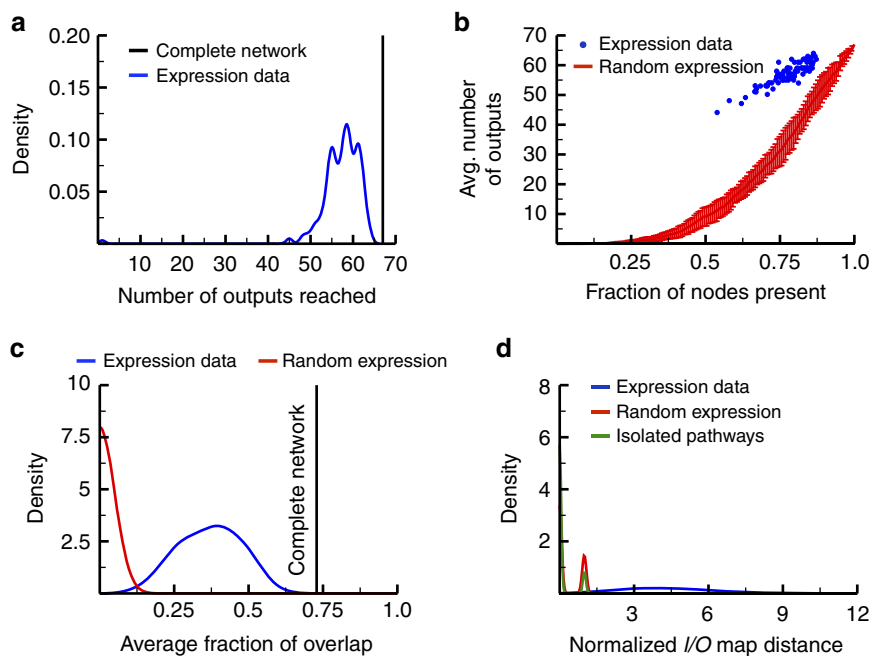 a
0.20
0.15
0.10
0.05
Density
Complete network
Expression data
10 20 30 40 50 60 70
Number of outputs reached
b
70
60
50
40
30
20
10
Avg. number
of outputs
Expression data
Random expression
0.25 0.5 0.75 1.0
Fraction of nodes present
c
Expression data
Random expression
10
7.5
5
2.5
Density
Complete network
0.25 0.5 0.75 1.0
Average fraction of overlap
d
8
6
4
2
Density
Expression data
Random expression
Isolated pathways
3 6 9 12
Normalized I/O map distance